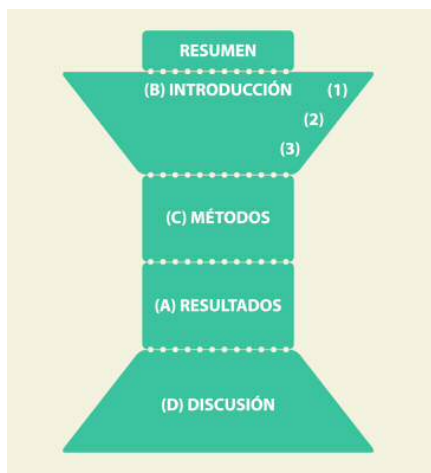 RESUMEN
(B) INTRODUCCIÓN (1)
(2)
(3)
(C) MÉTODOS
(A) RESULTADOS
(D) DISCUSIÓN